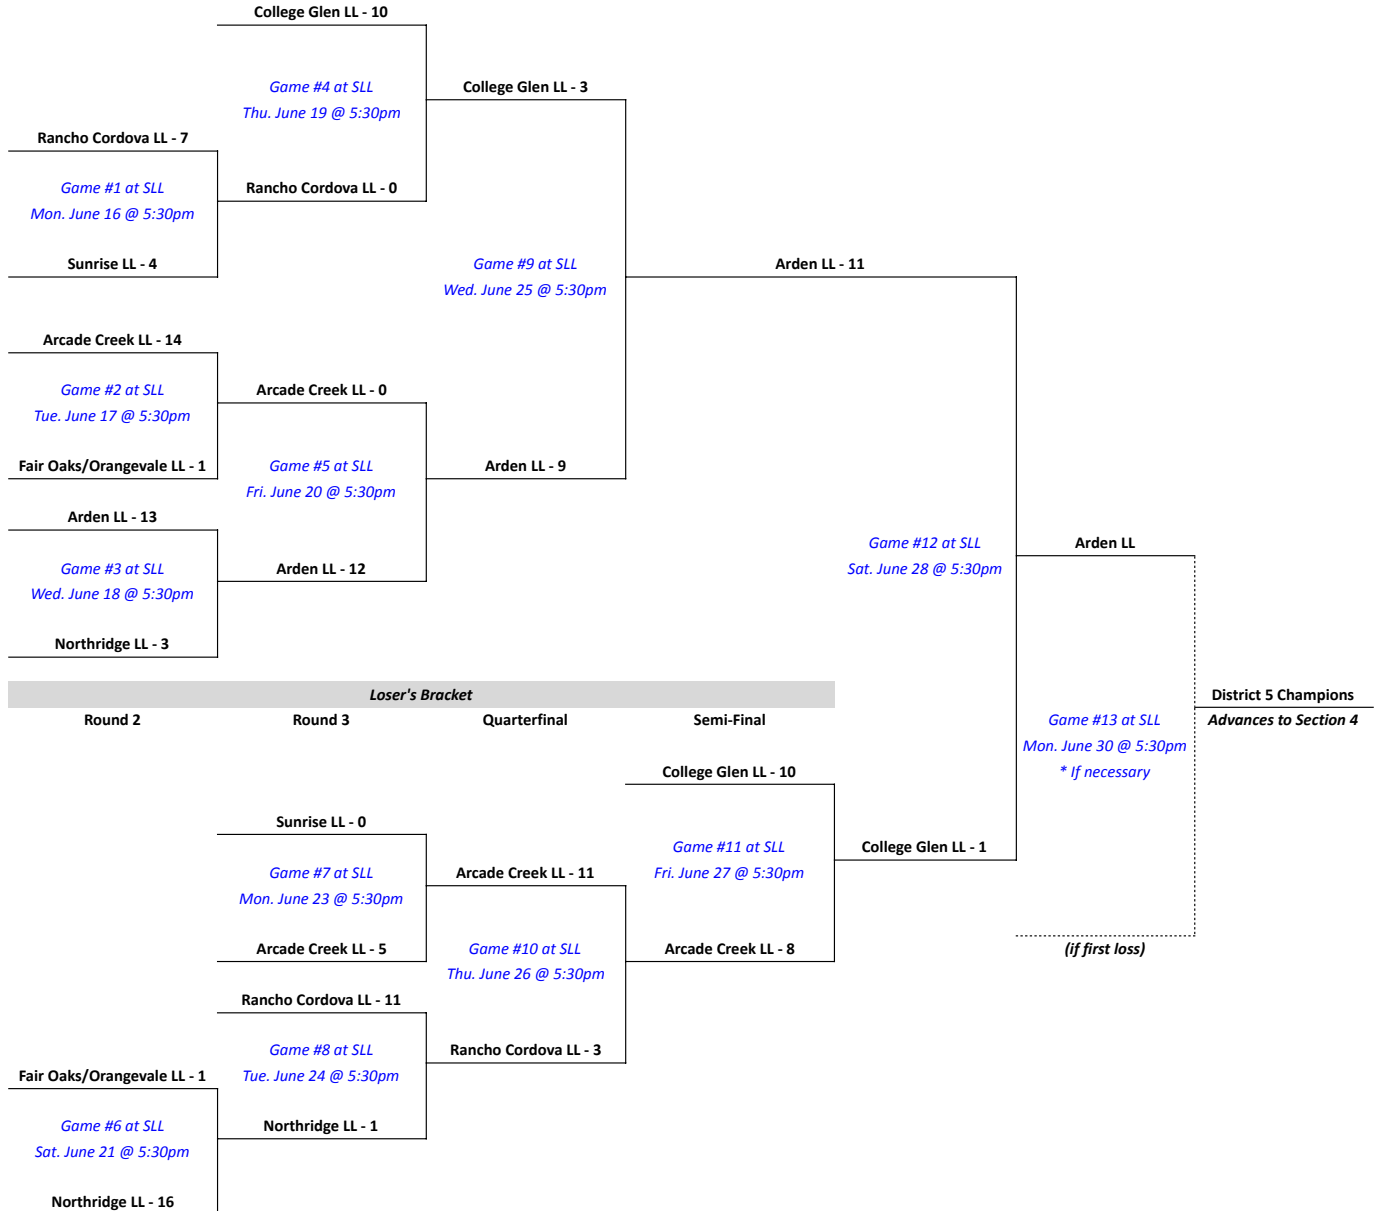 College Glen LL - 10
Game #4 at SLL
Thu. June 19 @ 5:30pm
College Glen LL - 3
Rancho Cordova LL - 7
Game #1 at SLL
Mon. June 16 @ 5:30pm
Rancho Cordova LL - 0
Sunrise LL - 4
Game #9 at SLL
Wed. June 25 @ 5:30pm
Arden LL - 11
Arcade Creek LL - 14
Game #2 at SLL
Tue. June 17 @ 5:30pm
Arcade Creek LL - 0
Fair Oaks/Orangevale LL - 1
Game #5 at SLL
Fri. June 20 @ 5:30pm
Arden LL - 9
Arden LL - 13
Game #3 at SLL
Wed. June 18 @ 5:30pm
Arden LL - 12
Northridge LL - 3
Game #12 at SLL
Sat. June 28 @ 5:30pm
Arden LL
Loser's Bracket
Round 2
Round 3
Quarterfinal
Semi-Final
District 5 Champions
Advances to Section 4
Game #13 at SLL
Mon. June 30 @ 5:30pm
* If necessary
College Glen LL - 10
Sunrise LL - 0
Game #7 at SLL
Mon. June 23 @ 5:30pm
Arcade Creek LL - 11
Game #11 at SLL
Fri. June 27 @ 5:30pm
College Glen LL - 1
Arcade Creek LL - 5
Game #10 at SLL
Thu. June 26 @ 5:30pm
Arcade Creek LL - 8
(if first loss)
Rancho Cordova LL - 11
Game #8 at SLL
Tue. June 24 @ 5:30pm
Rancho Cordova LL - 3
Fair Oaks/Orangevale LL - 1
Game #6 at SLL
Sat. June 21 @ 5:30pm
Northridge LL - 1
Northridge LL - 16